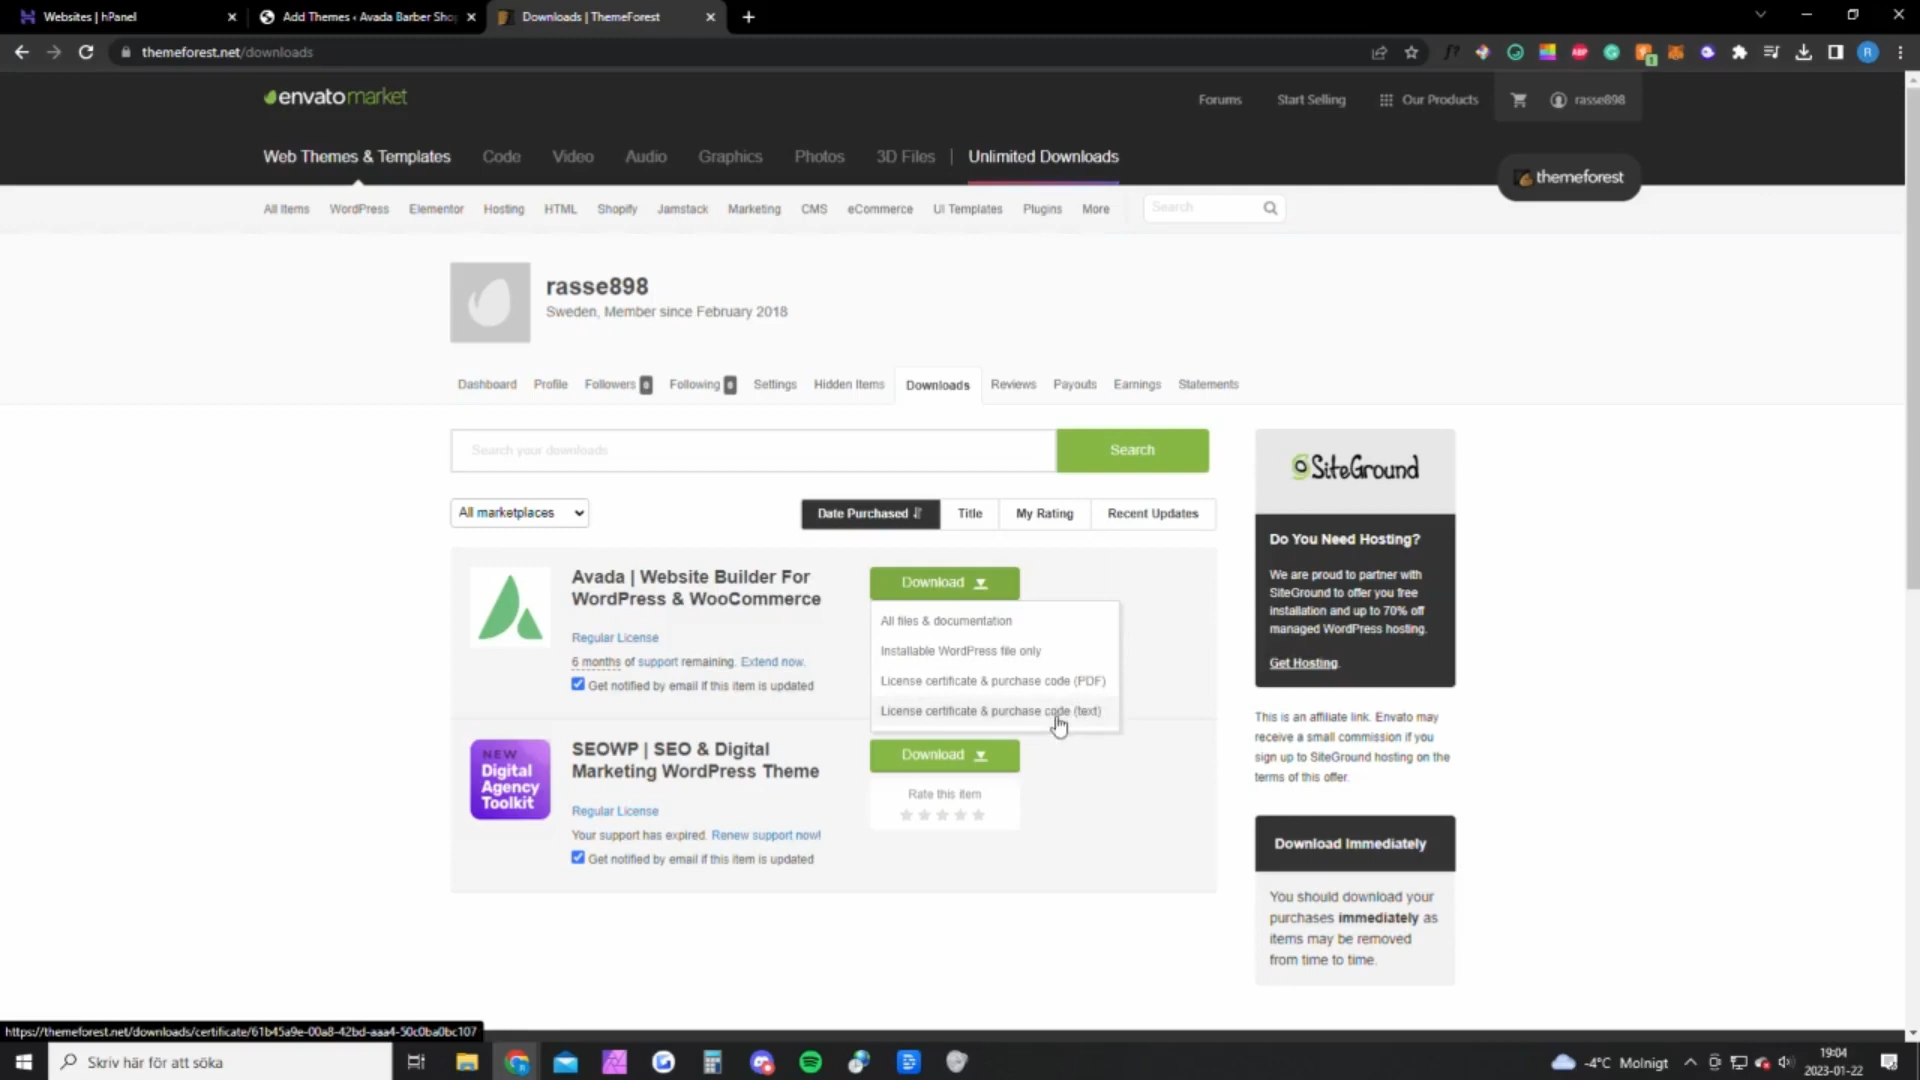 Websites | hPanel
Add Themes ‹ Avada Barber Shop
Downloads | ThemeForest
themeforest.net/downloads
envatomarket
Forums
Start Selling
Our Products
rasse898
Web Themes & Templates
Code
Video
Audio
Graphics
Photos
3D Files
Unlimited Downloads
themeforest
All Items
WordPress
Elementor
Hosting
HTML
Shopify
Jamstack
Marketing
CMS
eCommerce
UI Templates
Plugins
More
Search
rasse898
Sweden, Member since February 2018
Dashboard
Profile
Followers 0
Following 0
Settings
Hidden Items
Downloads
Reviews
Payouts
Earnings
Statements
Search your downloads
Search
SiteGround
All marketplaces
Date Purchased
Title
My Rating
Recent Updates
Do You Need Hosting?
We are proud to partner with
SiteGround to offer you free
installation and up to 70% off
managed WordPress hosting.
Get Hosting.
Avada | Website Builder For
WordPress & WooCommerce
Regular License
6 months of support remaining. Extend now.
Get notified by email if this item is updated
Download
All files & documentation
Installable WordPress file only
License certificate & purchase code (PDF)
License certificate & purchase code (text)
This is an affiliate link. Envato may
receive a small commission if you
sign up to SiteGround hosting on the
terms of this offer.
NEW
Digital
Agency
Toolkit
SEOWP | SEO & Digital
Marketing WordPress Theme
Regular License
Your support has expired. Renew support now!
Get notified by email if this item is updated
Download
Rate this item
Download Immediately
You should download your
purchases immediately as
items may be removed
from time to time.
https://themeforest.net/downloads/certificate/61b45a9e-00a8-42bd-aaa4-50c0ba0bc107
Skriv här för att söka
-4°C Molnigt
19:04
2023-01-22